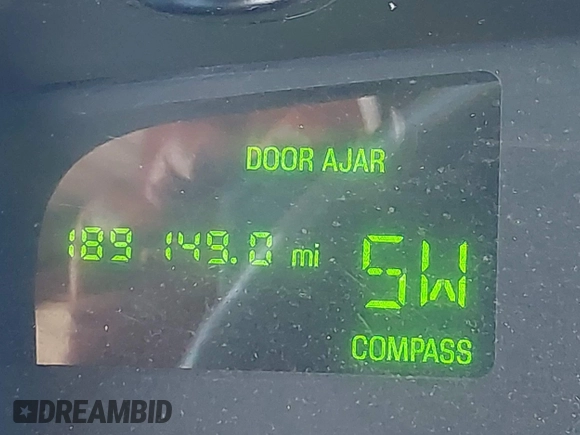 DOOR AJAR
189 149.0 mi
SW
COMPASS
DREAMBID